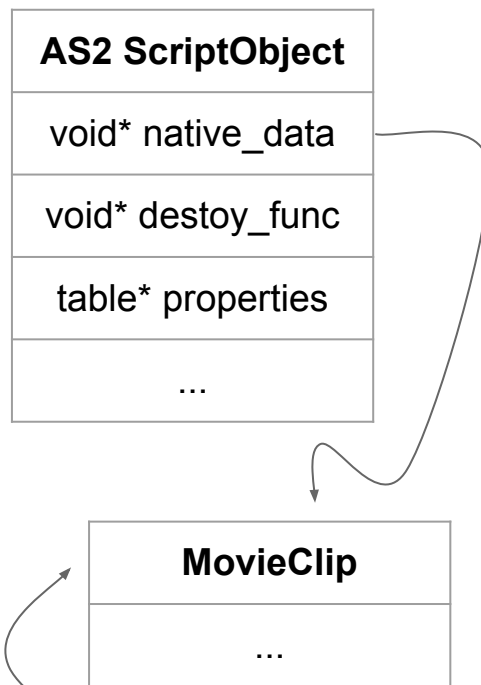 AS2 ScriptObject
void* native_data
void* destoy_func
table* properties
...
MovieClip
...